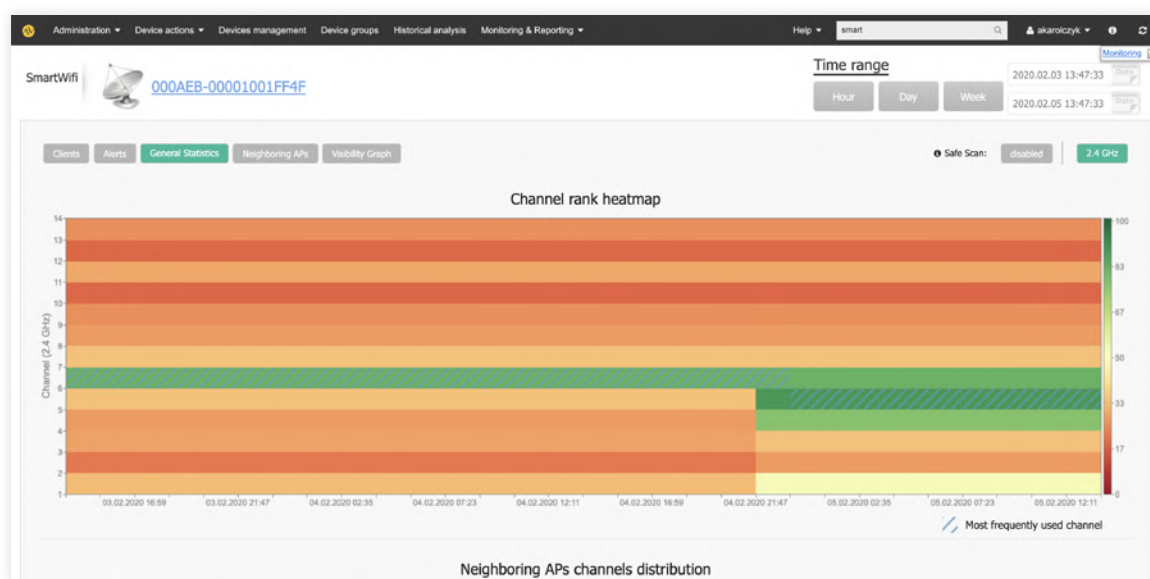 Administration Device actions Devices management Device groups Historical analysis Monitoring & Reporting Help smart akarolczyk
Monitoring
SmartWifi
000AEB-00001001FF4F
Time range
Hour Day Week
2020.02.03 13:47:33 Date
2020.02.05 13:47:33 Date
Clients Alerts General Statistics Neighboring APs Visibility Graph Safe Scan: disabled 2.4 GHz
Channel rank heatmap
Channel (2.4 GHz)
14
13
12
11
10
9
8
7
6
5
4
3
2
1
100
83
67
50
33
17
0
03.02.2020 16:59 03.02.2020 21:47 04.02.2020 02:35 04.02.2020 07:23 04.02.2020 12:11 04.02.2020 16:59 04.02.2020 21:47 05.02.2020 02:35 05.02.2020 07:23 05.02.2020 12:11
Most frequently used channel
Neighboring APs channels distribution